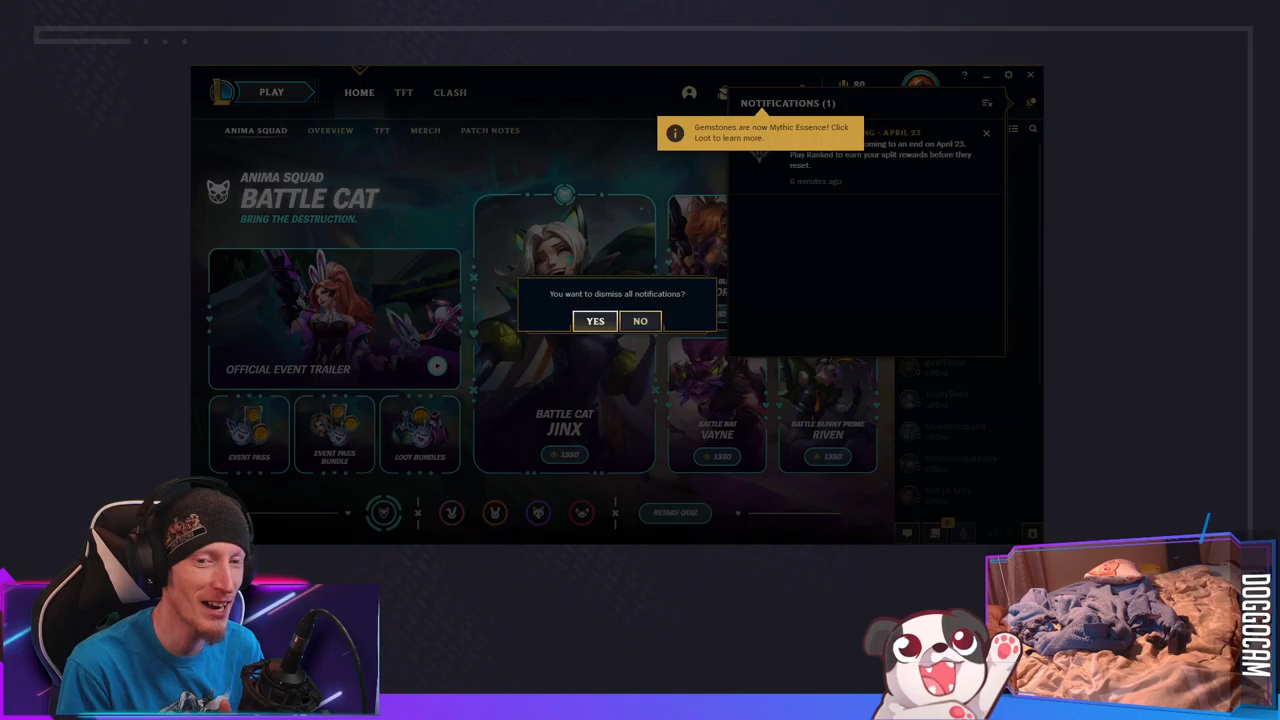 PLAY
HOME
TFT
CLASH
80
?
NOTIFICATIONS (1)
ANIMA SQUAD
OVERVIEW
TFT
MERCH
PATCH NOTES
Gemstones are now Mythic Essence! Click
Loot to learn more.
- APRIL 23
to an end on April 23.
Play Ranked to earn your split rewards before they
reset.
6 minutes ago
ANIMA SQUAD
BATTLE CAT
BRING THE DESTRUCTION.
You want to dismiss all notifications?
YES
NO
OFFICIAL EVENT TRAILER
EVENT PASS
EVENT PASS
BUNDLE
LOOT BUNDLES
BATTLE CAT
JINX
1350
BATTLE BAT
VAYNE
1350
BATTLE BUNNY PRIME
RIVEN
1350
Offline
Offline
Offline
Offline
Offline
RETAKE QUIZ
DOGGOCAM